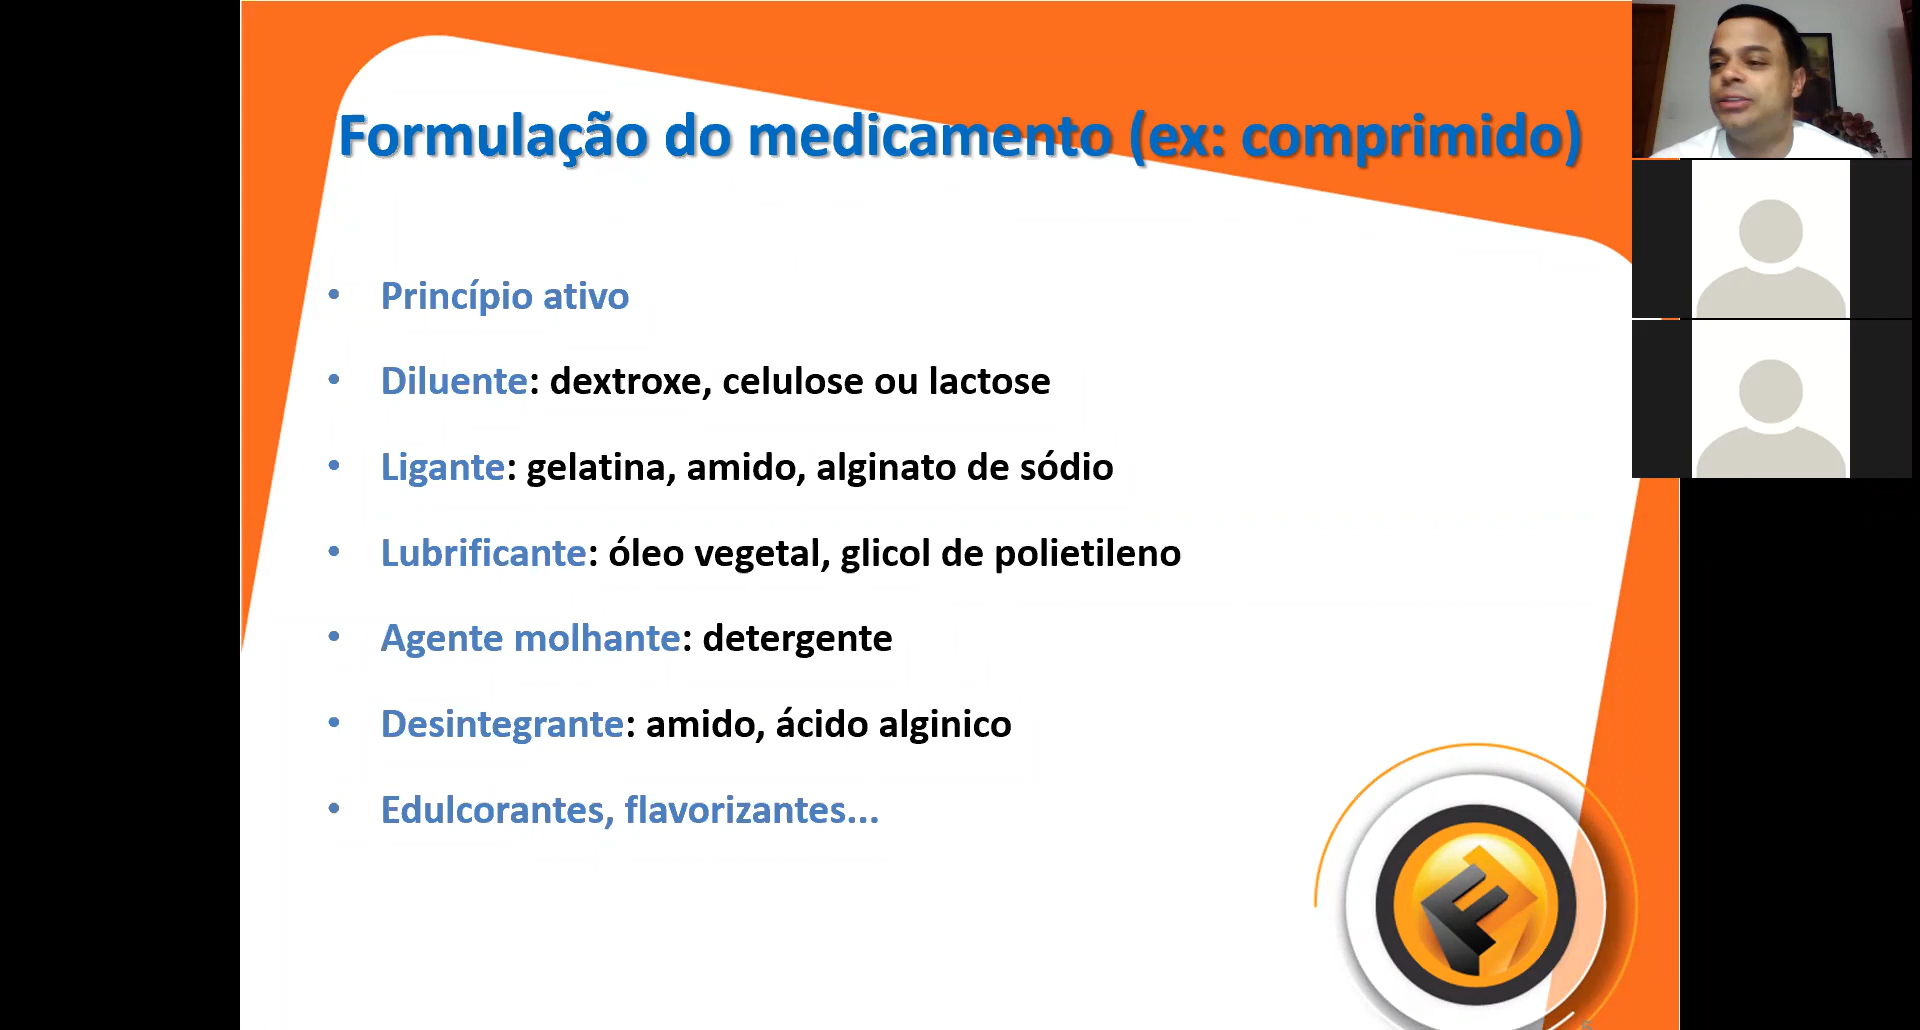 Formulação do medicamento (ex: comprimido)
• Princípio ativo
• Diluente: dextroxe, celulose ou lactose
• Ligante: gelatina, amido, alginato de sódio
• Lubrificante: óleo vegetal, glicol de polietileno
• Agente molhante: detergente
• Desintegrante: amido, ácido alginico
• Edulcorantes, flavorizantes...